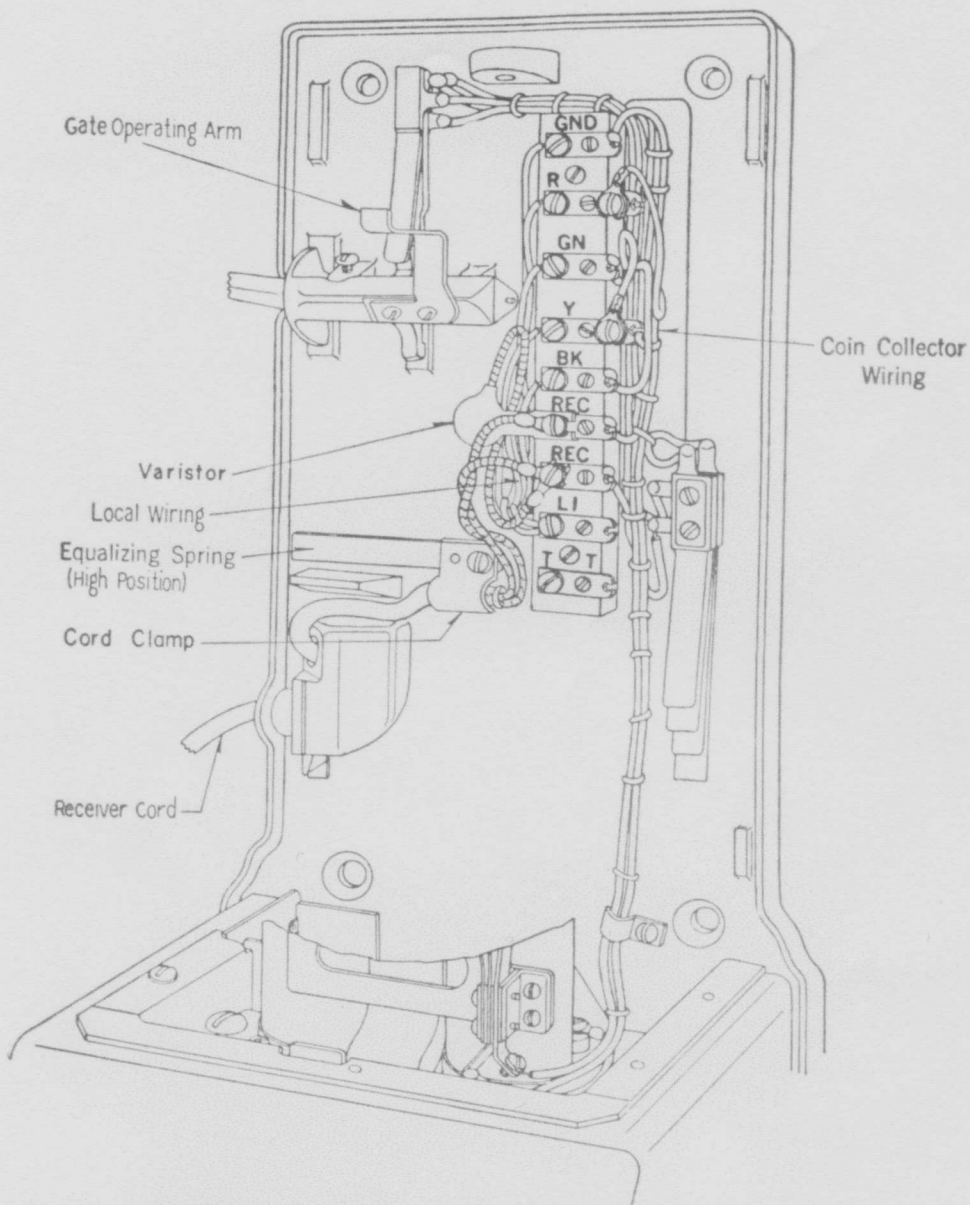 GND
Gate Operating Arm
R
GN
Y
Coin Collector
Wiring
BK
REC
Varistor
REC
Local Wiring
L1
Equalizing Spring
(High Position)
T T
Cord Clamp
Receiver Cord